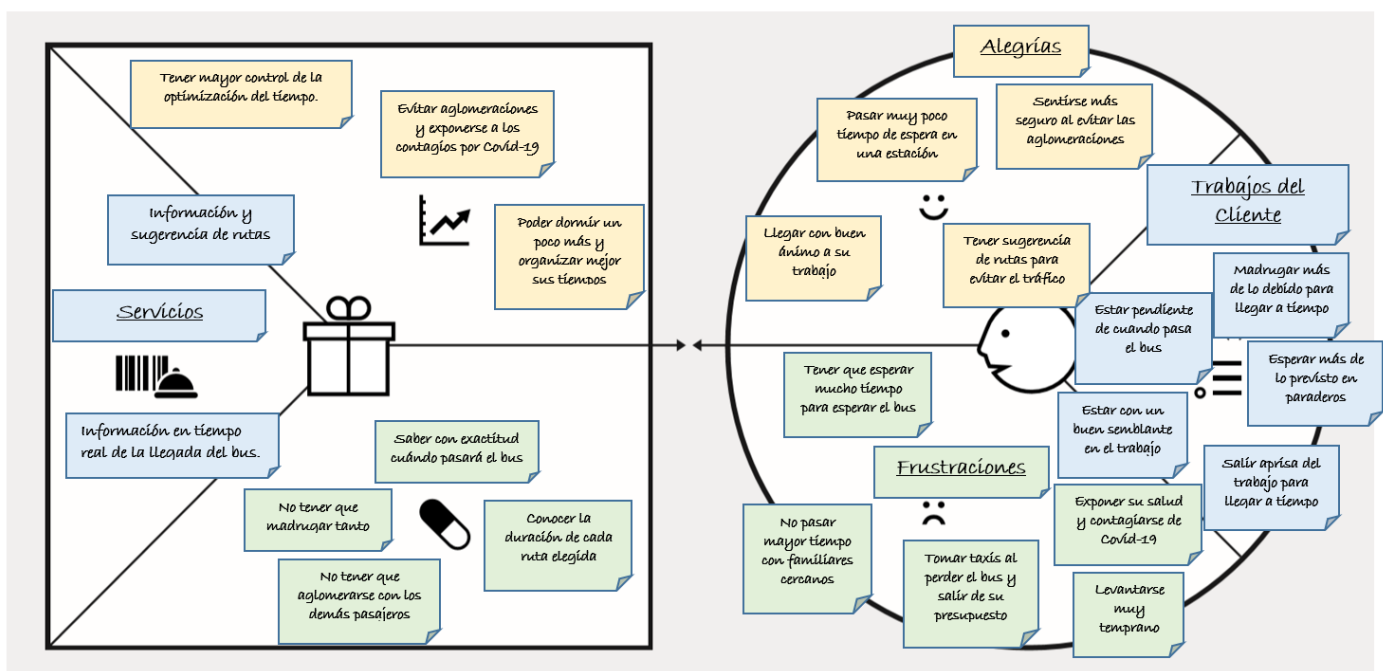 Tener mayor control de la
optimización del tiempo.
Evitar aglomeraciones
y exponerse a los
contagios por Covid-19
Información y
sugerencia de rutas
Poder dormir un
poco más y
organizar mejor
sus tiempos
Servicios
Información en tiempo
real de la llegada del bus.
Saber con exactitud
cuándo pasará el bus
No tener que
madrugar tanto
Conocer la
duración de cada
ruta elegida
No tener que
aglomerarse con los
demás pasajeros
Alegrías
Pasar muy poco
tiempo de espera en
una estación
Sentirse más
seguro al evitar las
aglomeraciones
Trabajos del
Cliente
Llegar con buen
ánimo a su
trabajo
Tener sugerencia
de rutas para
evitar el tráfico
Madrugar más
de lo debido para
llegar a tiempo
Estar pendiente
de cuando pasa
el bus
Esperar más de
lo previsto en
paraderos
Tener que esperar
mucho tiempo
para esperar el bus
Estar con un
buen semblante
en el trabajo
Salir aprisa del
trabajo para
llegar a tiempo
Frustraciones
No pasar
mayor tiempo
con familiares
cercanos
Tomar taxis al
perder el bus y
salir de su
presupuesto
Exponer su salud
y contagiarse de
Covid-19
Levantarse
muy
temprano